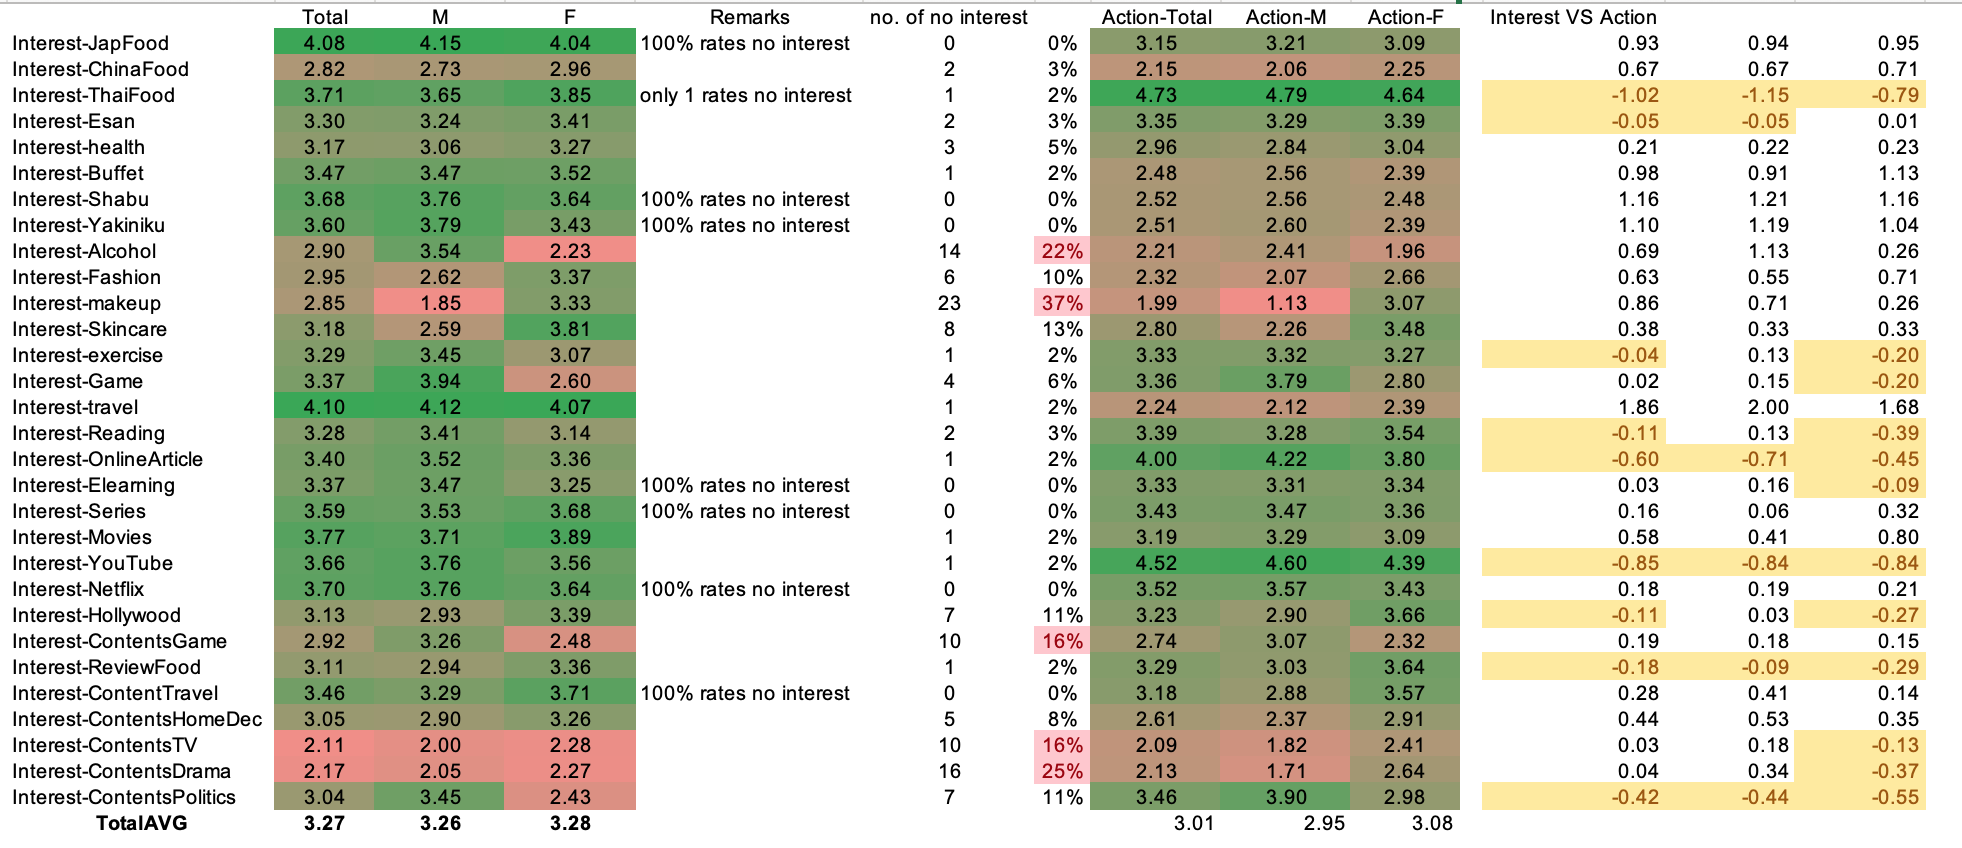 Total M F Remarks no. of no interest Action-Total Action-M Action-F Interest VS Action
Interest-JapFood 4.08 4.15 4.04 100% rates no interest 0 0% 3.15 3.21 3.09 0.93 0.94 0.95
Interest-ChinaFood 2.82 2.73 2.96 2 3% 2.15 2.06 2.25 0.67 0.67 0.71
Interest-ThaiFood 3.71 3.65 3.85 only 1 rates no interest 1 2% 4.73 4.79 4.64 -1.02 -1.15 -0.79
Interest-Esan 3.30 3.24 3.41 2 3% 3.35 3.29 3.39 -0.05 -0.05 0.01
Interest-health 3.17 3.06 3.27 3 5% 2.96 2.84 3.04 0.21 0.22 0.23
Interest-Buffet 3.47 3.47 3.52 1 2% 2.48 2.56 2.39 0.98 0.91 1.13
Interest-Shabu 3.68 3.76 3.64 100% rates no interest 0 0% 2.52 2.56 2.48 1.16 1.21 1.16
Interest-Yakiniku 3.60 3.79 3.43 100% rates no interest 0 0% 2.51 2.60 2.39 1.10 1.19 1.04
Interest-Alcohol 2.90 3.54 2.23 14 22% 2.21 2.41 1.96 0.69 1.13 0.26
Interest-Fashion 2.95 2.62 3.37 6 10% 2.32 2.07 2.66 0.63 0.55 0.71
Interest-makeup 2.85 1.85 3.33 23 37% 1.99 1.13 3.07 0.86 0.71 0.26
Interest-Skincare 3.18 2.59 3.81 8 13% 2.80 2.26 3.48 0.38 0.33 0.33
Interest-exercise 3.29 3.45 3.07 1 2% 3.33 3.32 3.27 -0.04 0.13 -0.20
Interest-Game 3.37 3.94 2.60 4 6% 3.36 3.79 2.80 0.02 0.15 -0.20
Interest-travel 4.10 4.12 4.07 1 2% 2.24 2.12 2.39 1.86 2.00 1.68
Interest-Reading 3.28 3.41 3.14 2 3% 3.39 3.28 3.54 -0.11 0.13 -0.39
Interest-OnlineArticle 3.40 3.52 3.36 1 2% 4.00 4.22 3.80 -0.60 -0.71 -0.45
Interest-Elearning 3.37 3.47 3.25 100% rates no interest 0 0% 3.33 3.31 3.34 0.03 0.16 -0.09
Interest-Series 3.59 3.53 3.68 100% rates no interest 0 0% 3.43 3.47 3.36 0.16 0.06 0.32
Interest-Movies 3.77 3.71 3.89 1 2% 3.19 3.29 3.09 0.58 0.41 0.80
Interest-YouTube 3.66 3.76 3.56 1 2% 4.52 4.60 4.39 -0.85 -0.84 -0.84
Interest-Netflix 3.70 3.76 3.64 100% rates no interest 0 0% 3.52 3.57 3.43 0.18 0.19 0.21
Interest-Hollywood 3.13 2.93 3.39 7 11% 3.23 2.90 3.66 -0.11 0.03 -0.27
Interest-ContentsGame 2.92 3.26 2.48 10 16% 2.74 3.07 2.32 0.19 0.18 0.15
Interest-ReviewFood 3.11 2.94 3.36 1 2% 3.29 3.03 3.64 -0.18 -0.09 -0.29
Interest-ContentTravel 3.46 3.29 3.71 100% rates no interest 0 0% 3.18 2.88 3.57 0.28 0.41 0.14
Interest-ContentsHomeDec 3.05 2.90 3.26 5 8% 2.61 2.37 2.91 0.44 0.53 0.35
Interest-ContentsTV 2.11 2.00 2.28 10 16% 2.09 1.82 2.41 0.03 0.18 -0.13
Interest-ContentsDrama 2.17 2.05 2.27 16 25% 2.13 1.71 2.64 0.04 0.34 -0.37
Interest-ContentsPolitics 3.04 3.45 2.43 7 11% 3.46 3.90 2.98 -0.42 -0.44 -0.55
TotalAVG 3.27 3.26 3.28 3.01 2.95 3.08